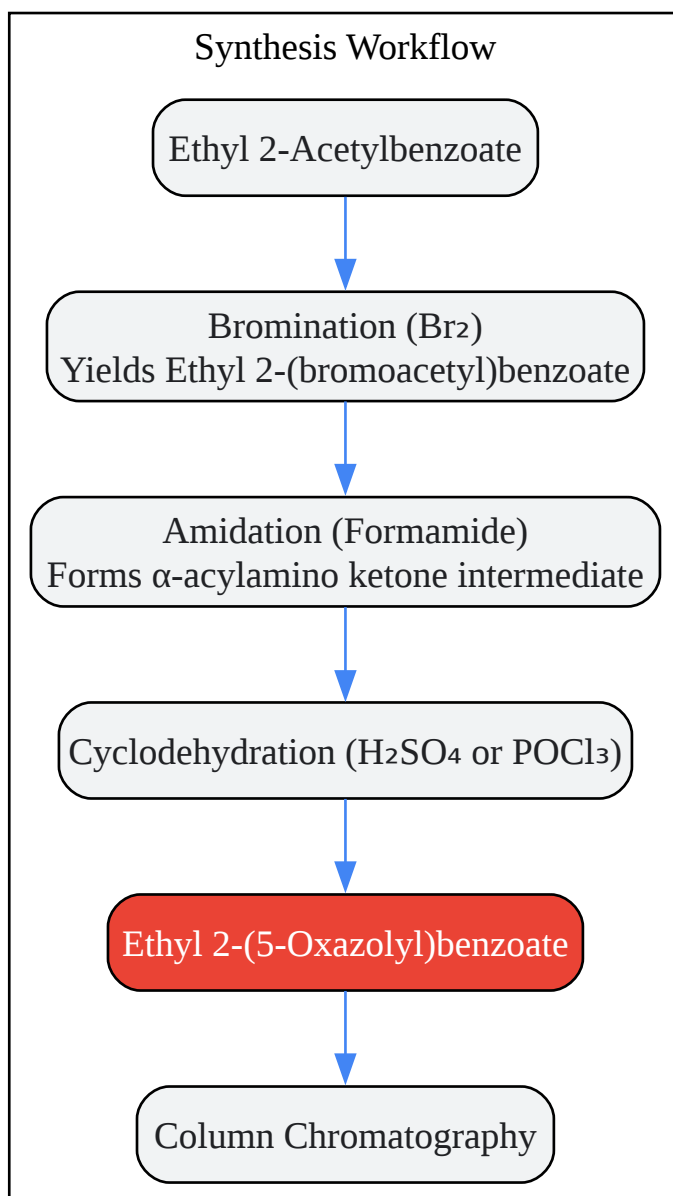 Synthesis Workflow
Ethyl 2-Acetylbenzoate
Bromination (Br₂)
Yields Ethyl 2-(bromoacetyl)benzoate
Amidation (Formamide)
Forms α-acylamino ketone intermediate
Cyclodehydration (H₂SO₄ or POCl₃)
Ethyl 2-(5-Oxazolyl)benzoate
Column Chromatography